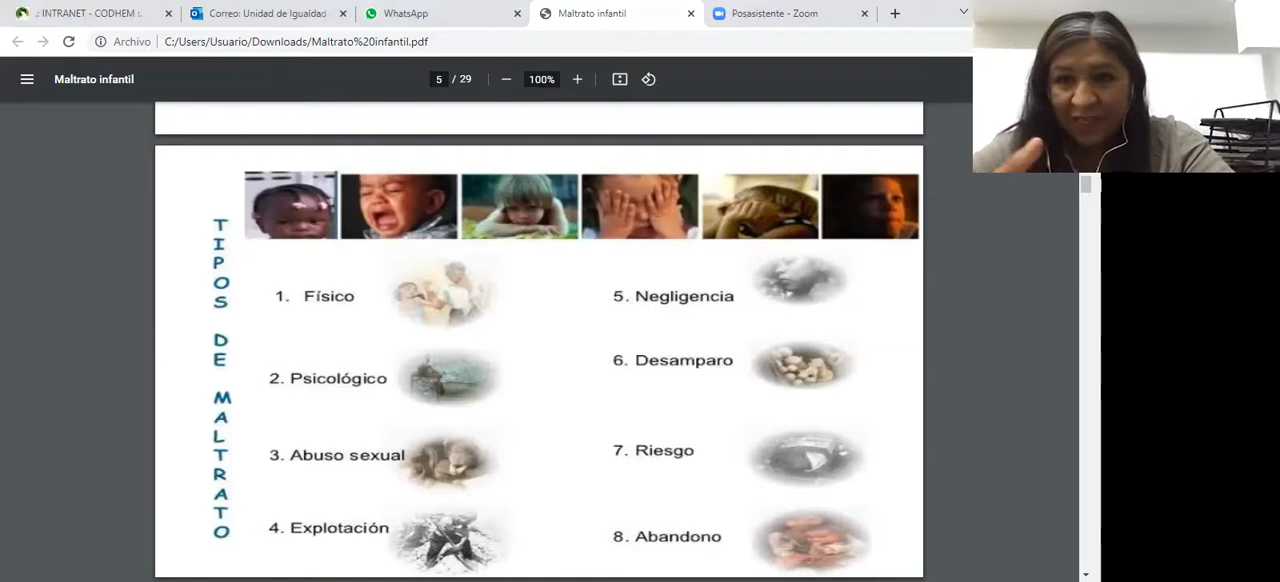 .: INTRANET - CODHEM :.
Correo: Unidad de Igualdad
WhatsApp
Maltrato infantil
Posasistente - Zoom
Archivo
C:/Users/Usuario/Downloads/Maltrato%20infantil.pdf
Maltrato infantil
5 / 29
100%
TIPOS DE MALTRATO
1. Físico
2. Psicológico
3. Abuso sexual
4. Explotación
5. Negligencia
6. Desamparo
7. Riesgo
8. Abandono